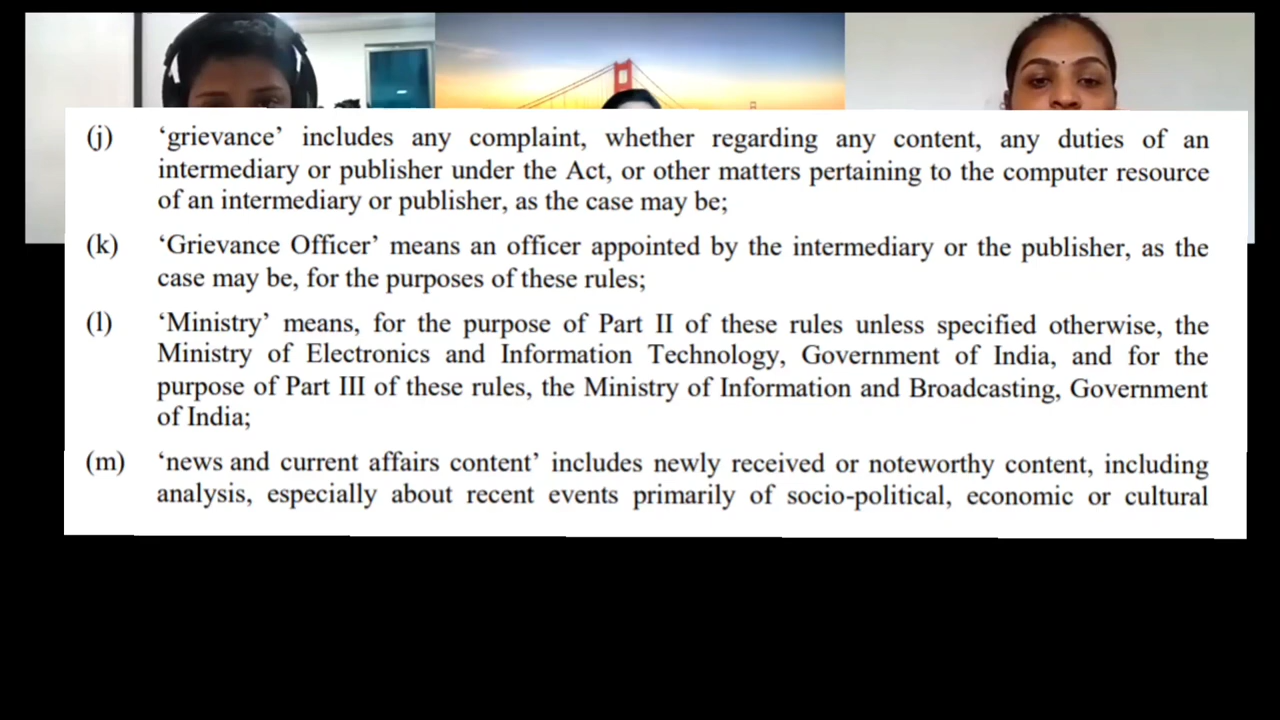 (j) ‘grievance’ includes any complaint, whether regarding any content, any duties of an
intermediary or publisher under the Act, or other matters pertaining to the computer resource
of an intermediary or publisher, as the case may be;
(k) ‘Grievance Officer’ means an officer appointed by the intermediary or the publisher, as the
case may be, for the purposes of these rules;
(l) ‘Ministry’ means, for the purpose of Part II of these rules unless specified otherwise, the
Ministry of Electronics and Information Technology, Government of India, and for the
purpose of Part III of these rules, the Ministry of Information and Broadcasting, Government
of India;
(m) ‘news and current affairs content’ includes newly received or noteworthy content, including
analysis, especially about recent events primarily of socio-political, economic or cultural